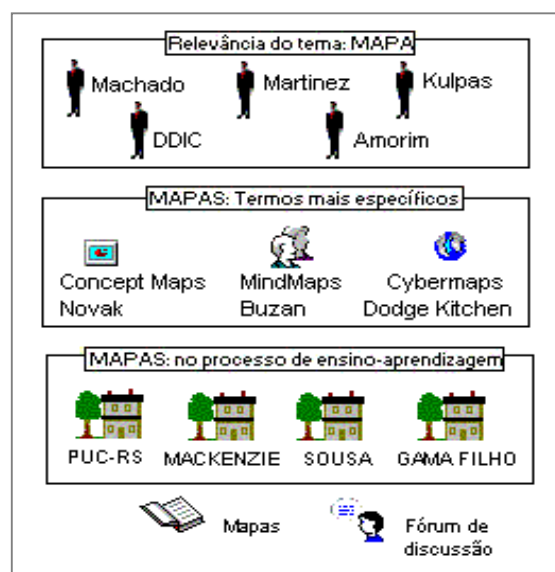 Relevância do tema: MAPA
Machado Martinez Kulpas
DDIC Amorim
MAPAS: Termos mais específicos
Concept Maps MindMaps Cybermaps
Novak Buzan Dodge Kitchen
MAPAS: no processo de ensino-aprendizagem
PUC-RS MACKENZIE SOUSA GAMA FILHO
Mapas Fórum de
discussão